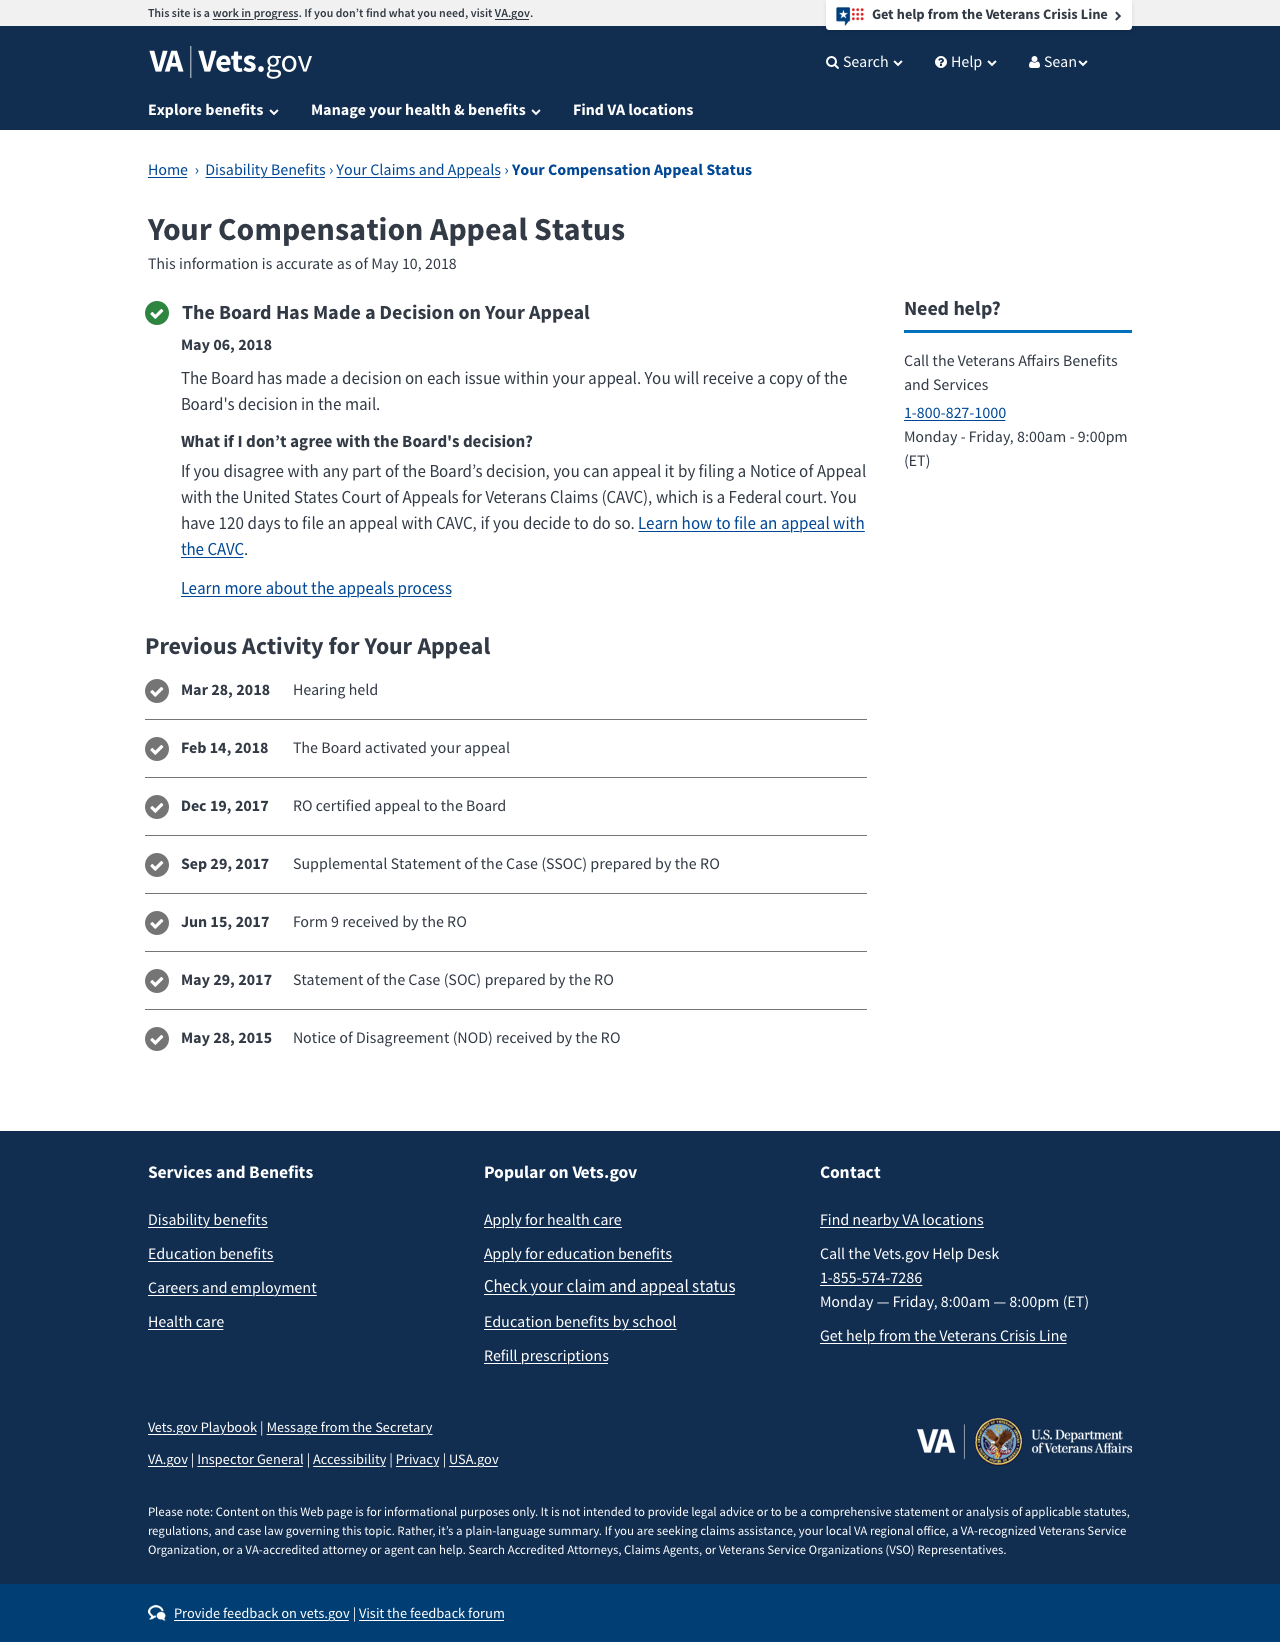 This site is a work in progress. If you don’t find what you need, visit VA.gov.
Get help from the Veterans Crisis Line
VA | Vets.gov
Search
Help
Sean
Explore benefits
Manage your health & benefits
Find VA locations
Home › Disability Benefits › Your Claims and Appeals › Your Compensation Appeal Status
Your Compensation Appeal Status
This information is accurate as of May 10, 2018
The Board Has Made a Decision on Your Appeal
May 06, 2018
The Board has made a decision on each issue within your appeal. You will receive a copy of the
Board's decision in the mail.
What if I don’t agree with the Board's decision?
If you disagree with any part of the Board’s decision, you can appeal it by filing a Notice of Appeal
with the United States Court of Appeals for Veterans Claims (CAVC), which is a Federal court. You
have 120 days to file an appeal with CAVC, if you decide to do so. Learn how to file an appeal with
the CAVC.
Learn more about the appeals process
Need help?
Call the Veterans Affairs Benefits
and Services
1-800-827-1000
Monday - Friday, 8:00am - 9:00pm
(ET)
Previous Activity for Your Appeal
Mar 28, 2018 Hearing held
Feb 14, 2018 The Board activated your appeal
Dec 19, 2017 RO certified appeal to the Board
Sep 29, 2017 Supplemental Statement of the Case (SSOC) prepared by the RO
Jun 15, 2017 Form 9 received by the RO
May 29, 2017 Statement of the Case (SOC) prepared by the RO
May 28, 2015 Notice of Disagreement (NOD) received by the RO
Services and Benefits
Disability benefits
Education benefits
Careers and employment
Health care
Popular on Vets.gov
Apply for health care
Apply for education benefits
Check your claim and appeal status
Education benefits by school
Refill prescriptions
Contact
Find nearby VA locations
Call the Vets.gov Help Desk
1-855-574-7286
Monday — Friday, 8:00am — 8:00pm (ET)
Get help from the Veterans Crisis Line
Vets.gov Playbook | Message from the Secretary
VA.gov | Inspector General | Accessibility | Privacy | USA.gov
VA
U.S. Department
of Veterans Affairs
Please note: Content on this Web page is for informational purposes only. It is not intended to provide legal advice or to be a comprehensive statement or analysis of applicable statutes,
regulations, and case law governing this topic. Rather, it’s a plain-language summary. If you are seeking claims assistance, your local VA regional office, a VA-recognized Veterans Service
Organization, or a VA-accredited attorney or agent can help. Search Accredited Attorneys, Claims Agents, or Veterans Service Organizations (VSO) Representatives.
Provide feedback on vets.gov | Visit the feedback forum